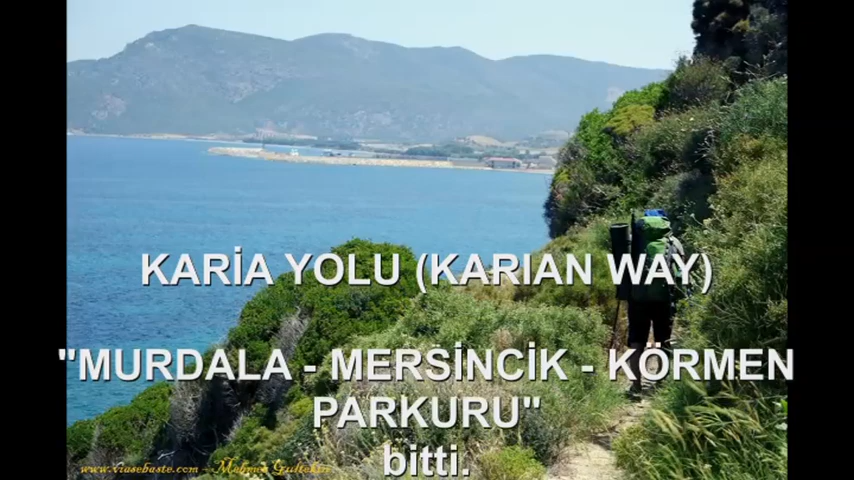 KARİA YOLU (KARIAN WAY)
"MURDALA - MERSİNCİK - KÖRMEN
PARKURU"
bitti.
www.viasebaste.com - Mehmet Gültekin